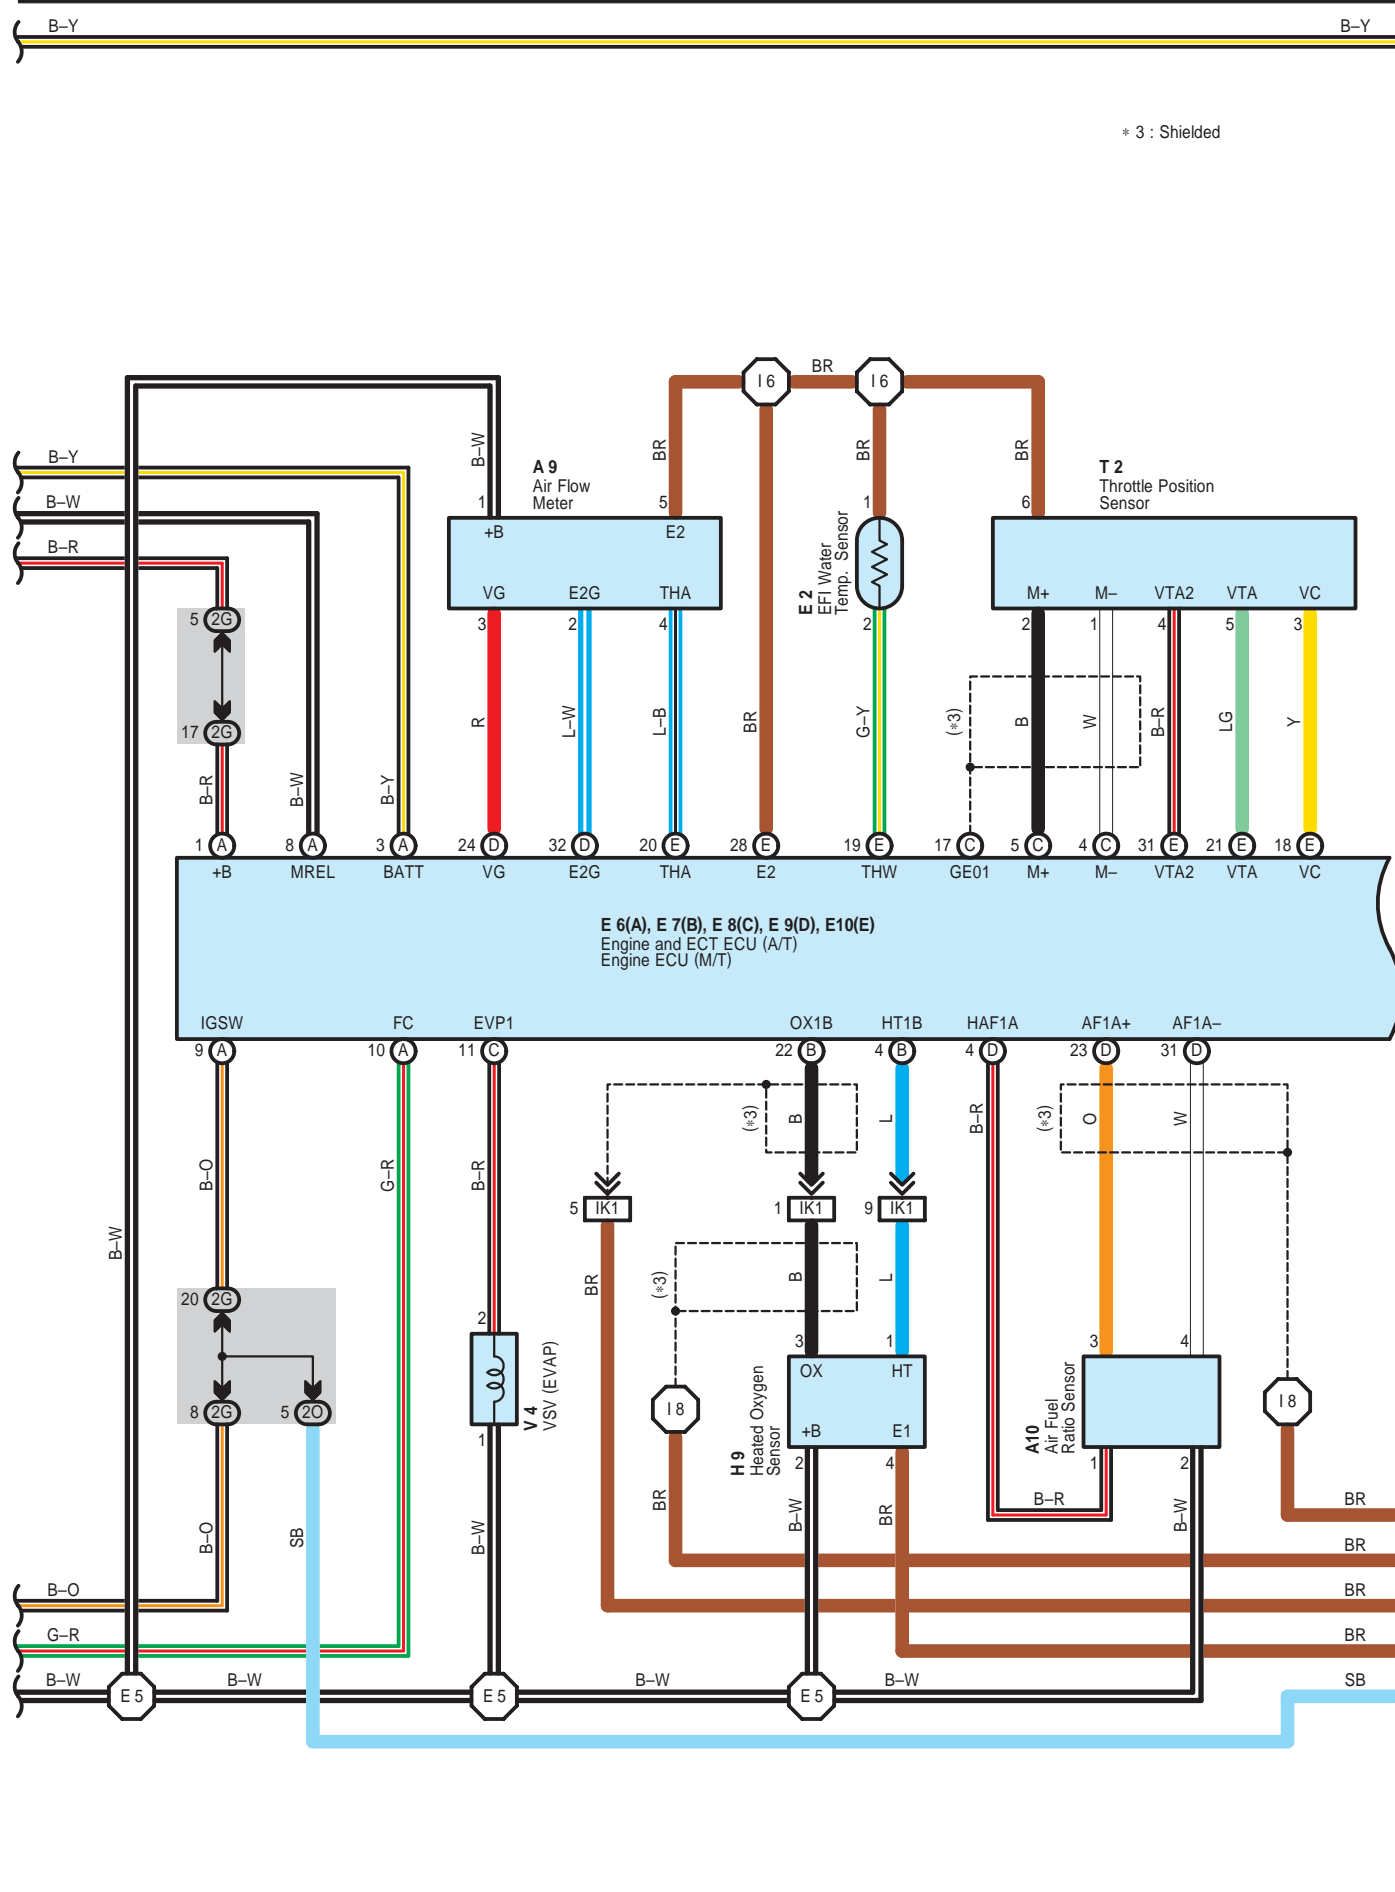 B–Y B–Y
∗ 3 : Shielded
I 6 BR I 6
B–Y
B–W
B–R
B–W
BR
BR
BR
A 9
Air Flow
Meter
T 2
Throttle Position
Sensor
1 5 1 6
+B E2
E 2
EFI Water
Temp. Sensor
VG E2G THA M+ M– VTA2 VTA VC
5 2G 3 2 4 2 2 1 4 5 3
17 2G
R L–W L–B BR G–Y (∗3) B W B–R LG Y
B–R B–W B–Y
1 A 8 A 3 A 24 D 32 D 20 E 28 E 19 E 17 C 5 C 4 C 31 E 21 E 18 E
+B MREL BATT VG E2G THA E2 THW GE01 M+ M– VTA2 VTA VC
E 6(A), E 7(B), E 8(C), E 9(D), E10(E)
Engine and ECT ECU (A/T)
Engine ECU (M/T)
IGSW FC EVP1 OX1B HT1B HAF1A AF1A+ AF1A–
9 A 10 A 11 C 22 B 4 B 4 D 23 D 31 D
(∗3) B L B–R (∗3) O W
B–O G–R B–R
5 IK1 1 IK1 9 IK1
B–W
BR (∗3) B L
20 2G
2 3 1 3 4
8 2G 5 2O
V 4
VSV (EVAP)
1
I 8
OX HT
+B E1
H 9
Heated Oxygen
Sensor
A10
Air Fuel
Ratio Sensor
I 8
2 4 1 2
B–O SB B–W BR B–W BR B–R B–W
BR
BR
B–O BR
G–R BR
B–W E 5 B–W E 5 B–W E 5 B–W SB